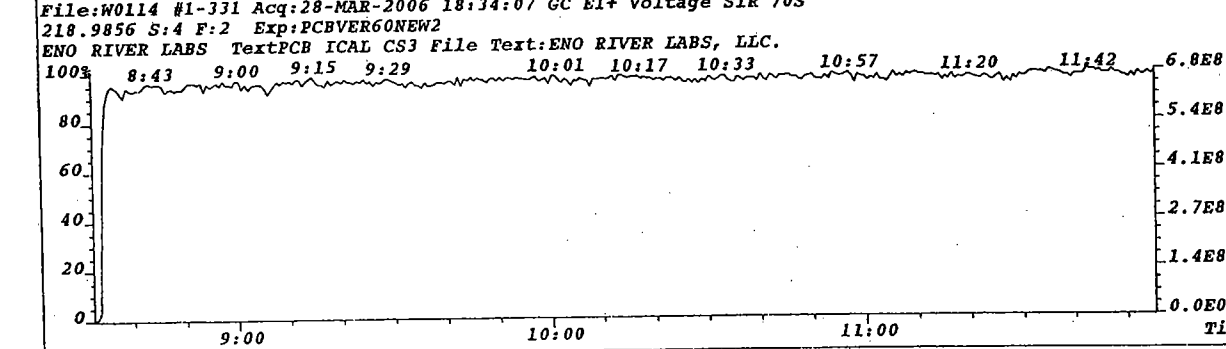 File:W0114 #1-331 Acq:28-MAR-2006 18:34:07 GC EI+ Voltage SIR 70S
218.9856 S:4 F:2 Exp:PCBVER60NEW2
ENO RIVER LABS TextPCB ICAL CS3 File Text:ENO RIVER LABS, LLC.
100% 8:43 9:00 9:15 9:29 10:01 10:17 10:33 10:57 11:20 11:42 6.8E8
80 5.4E8
60 4.1E8
40 2.7E8
20 1.4E8
0 0.0E0
9:00 10:00 11:00 Ti